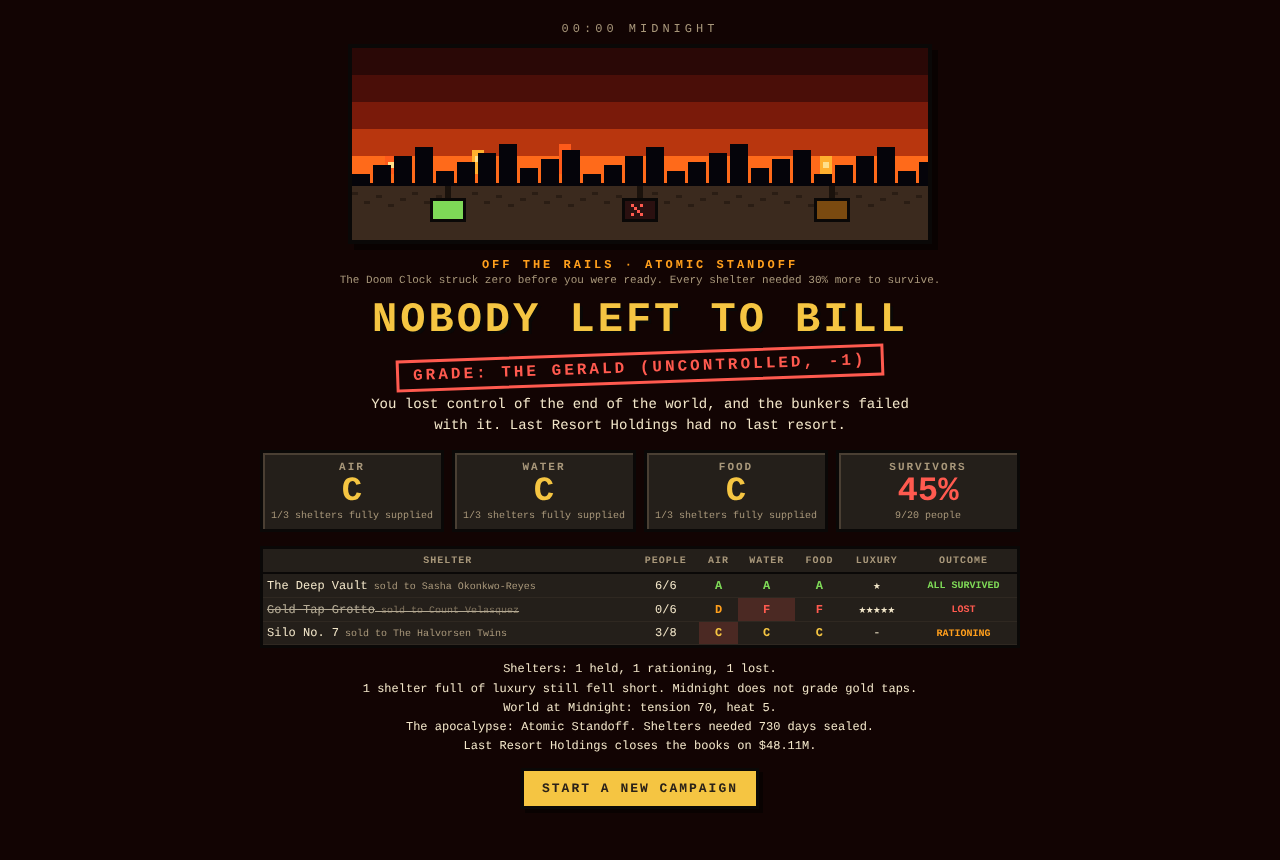 00:00 MIDNIGHT
OFF THE RAILS · ATOMIC STANDOFF
The Doom Clock struck zero before you were ready. Every shelter needed 30% more to survive.
NOBODY LEFT TO BILL
GRADE: THE GERALD (UNCONTROLLED, -1)
You lost control of the end of the world, and the bunkers failed
with it. Last Resort Holdings had no last resort.
AIR
C
1/3 shelters fully supplied
WATER
C
1/3 shelters fully supplied
FOOD
C
1/3 shelters fully supplied
SURVIVORS
45%
9/20 people
SHELTER PEOPLE AIR WATER FOOD LUXURY OUTCOME
The Deep Vault sold to Sasha Okonkwo-Reyes 6/6 A A A ★ ALL SURVIVED
Gold Tap Grotto sold to Count Velasquez 0/6 D F F ★★★★★ LOST
Silo No. 7 sold to The Halvorsen Twins 3/8 C C C - RATIONING
Shelters: 1 held, 1 rationing, 1 lost.
1 shelter full of luxury still fell short. Midnight does not grade gold taps.
World at Midnight: tension 70, heat 5.
The apocalypse: Atomic Standoff. Shelters needed 730 days sealed.
Last Resort Holdings closes the books on $48.11M.
START A NEW CAMPAIGN